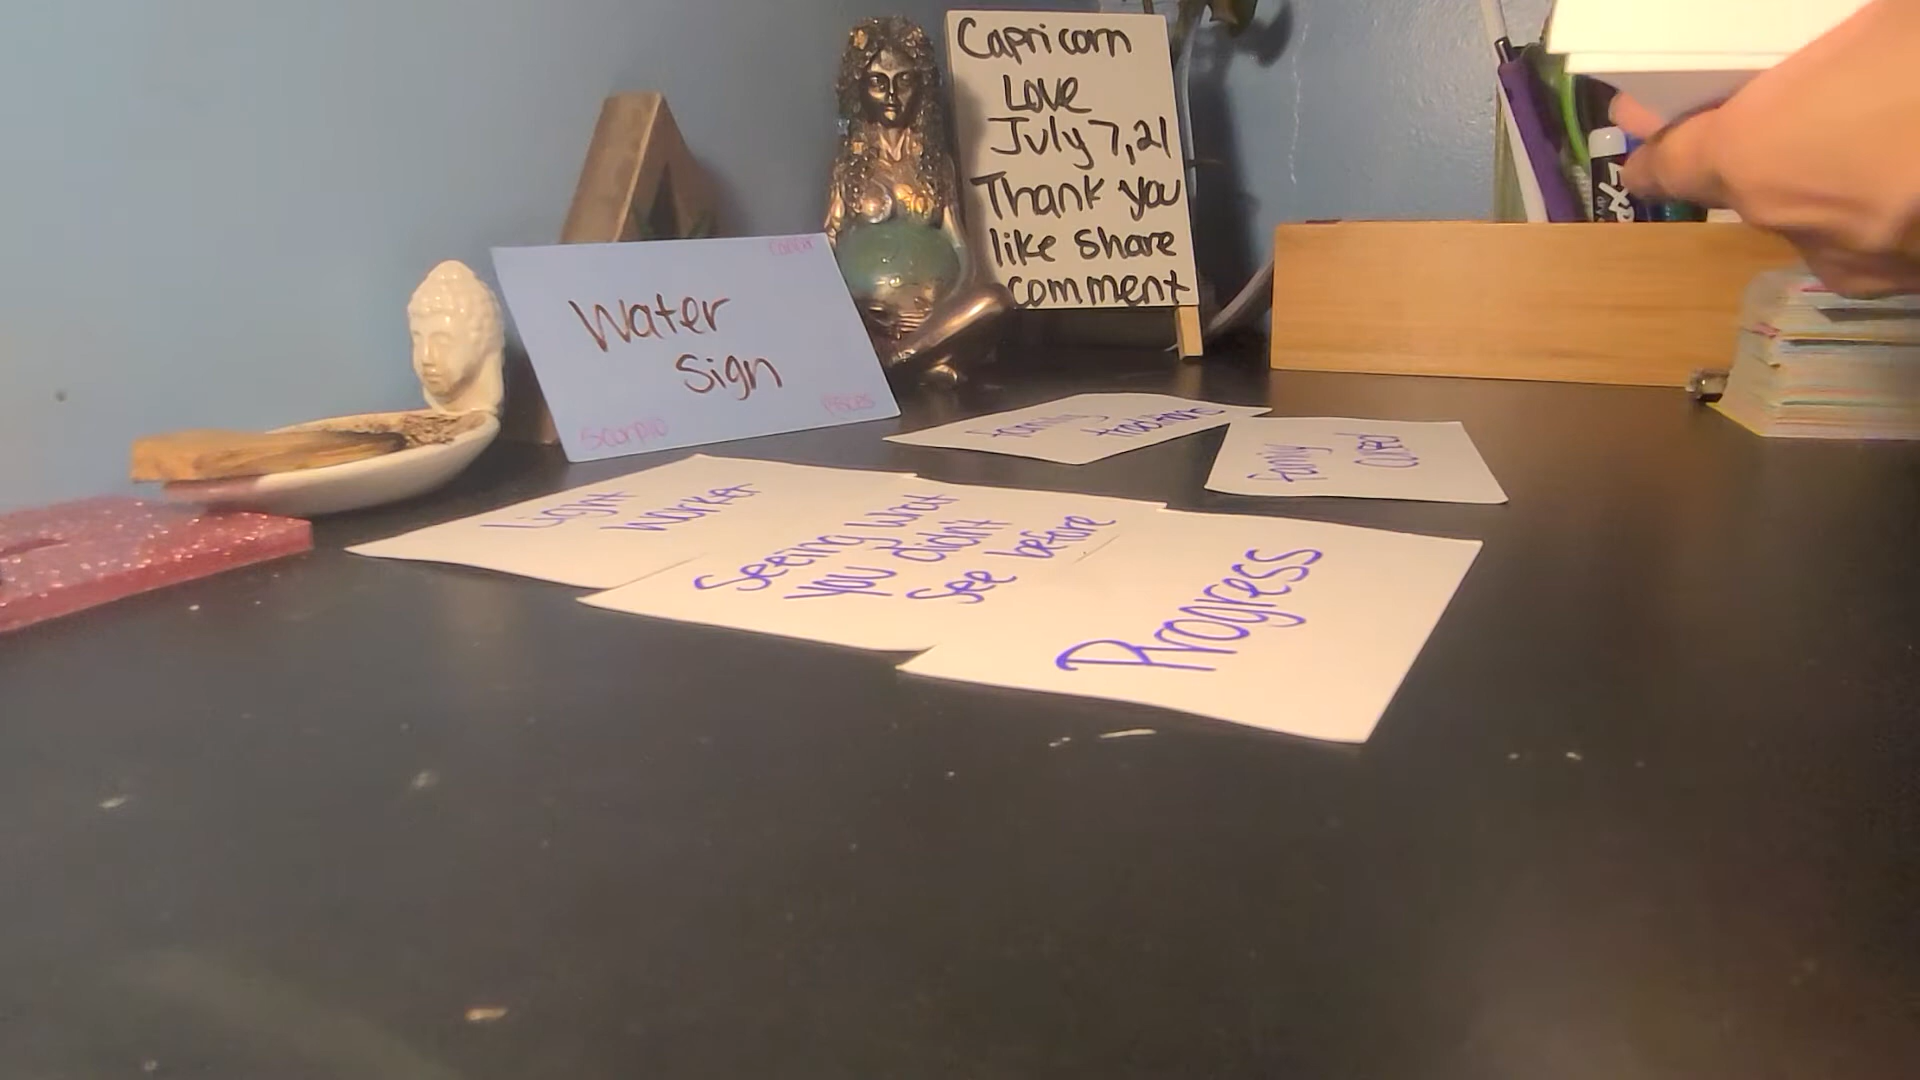 Capricorn
Love
July 7, 21
Thank you
like share
comment
Cancer
Water
Sign
Scorpio
Pisces
family
traditions
Family
Light
Worker
Seeing what
you didn't
See before
Progress
Expo